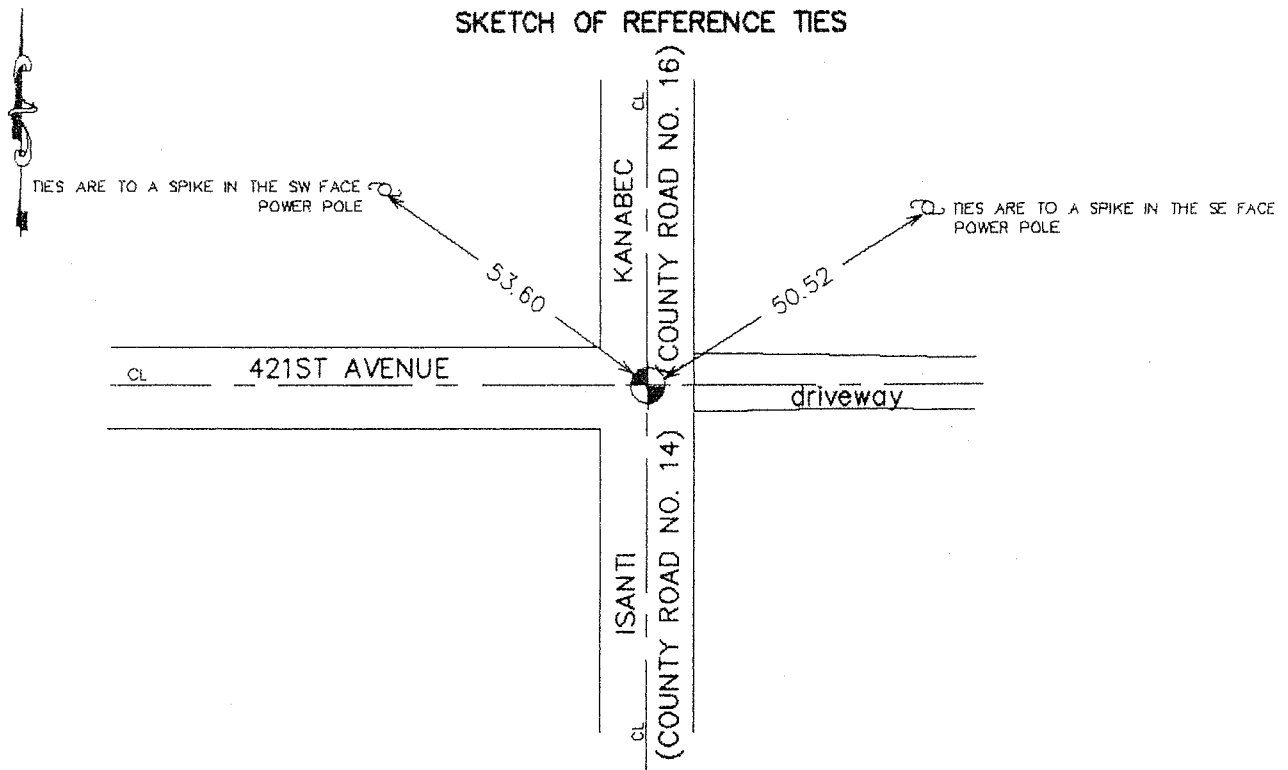 SKETCH OF REFERENCE TIES
CL
KANABEC
(COUNTY ROAD NO. 16)
TIES ARE TO A SPIKE IN THE SW FACE
POWER POLE
TIES ARE TO A SPIKE IN THE SE FACE
POWER POLE
53.60
50.52
421ST AVENUE
CL
driveway
ISANTI
(COUNTY ROAD NO. 14)
CL